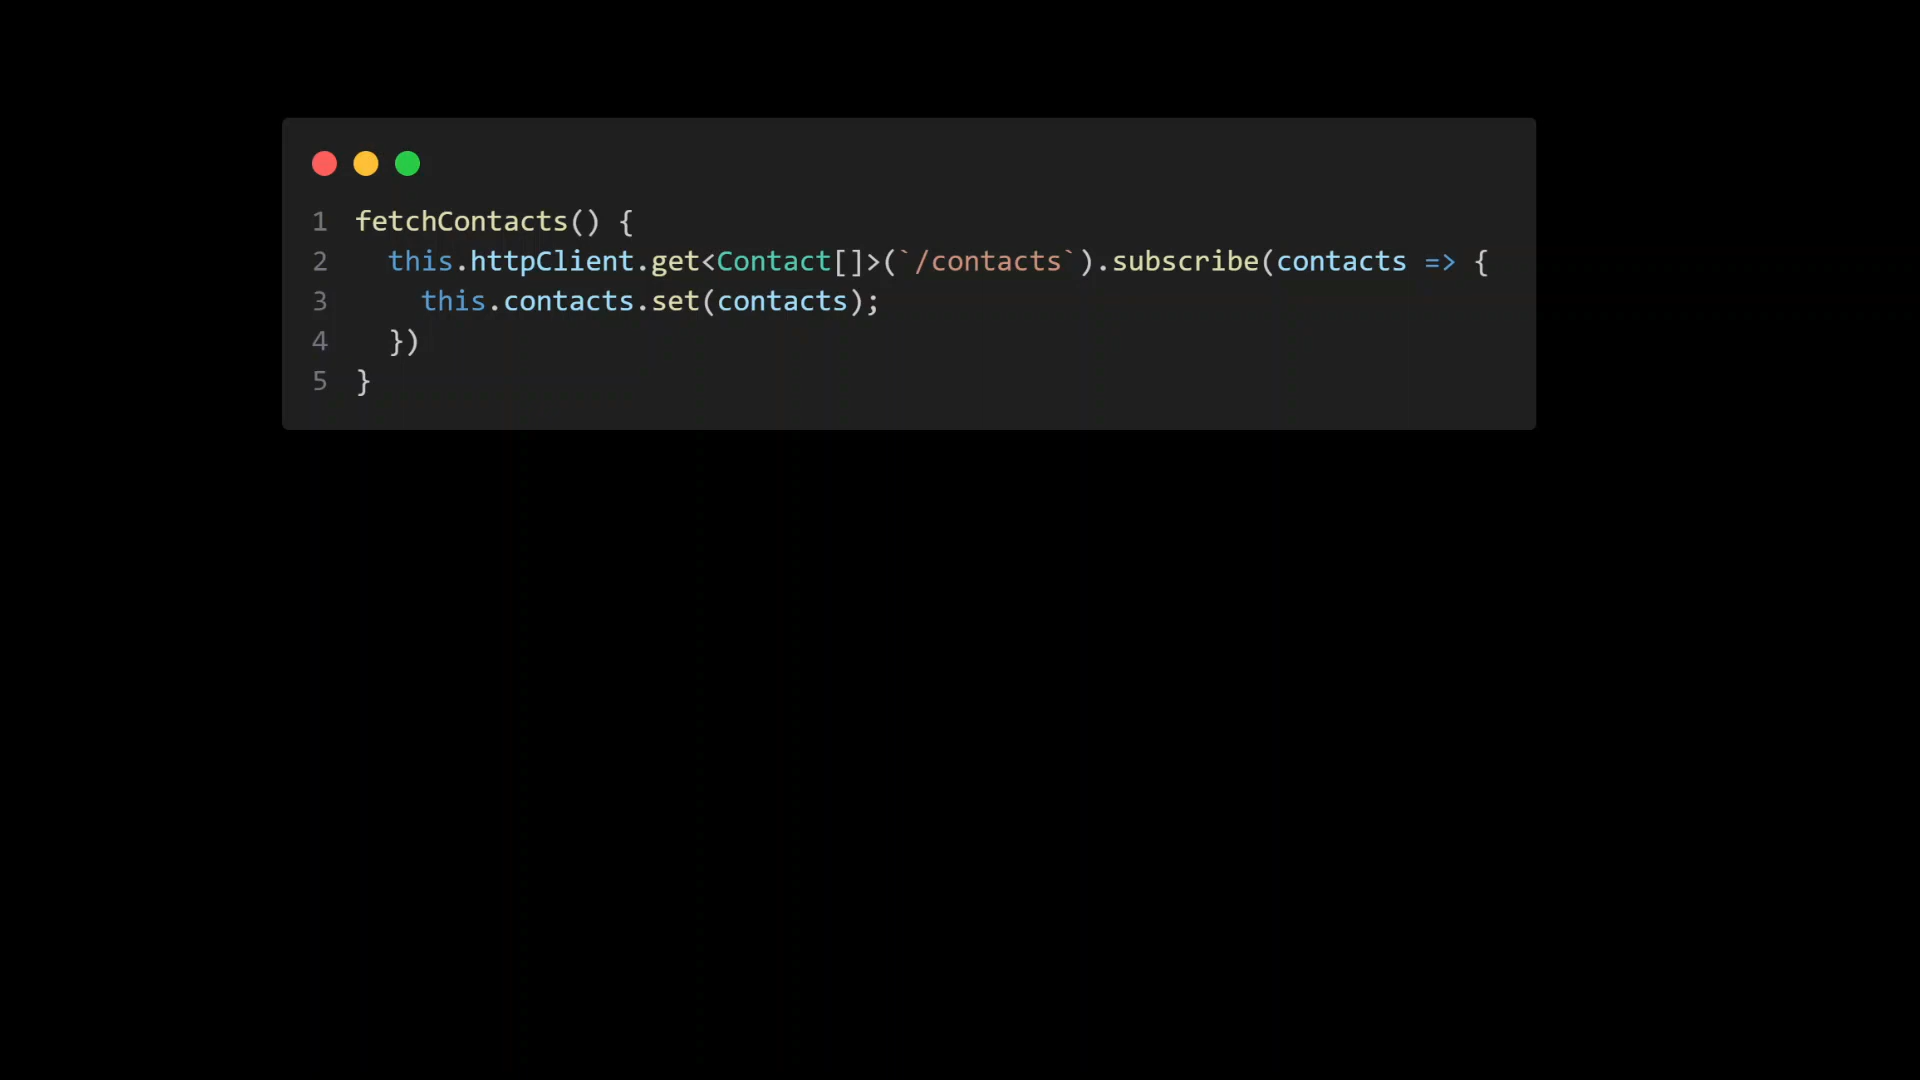 1 fetchContacts() {
2   this.httpClient.get<Contact[]>(`/contacts`).subscribe(contacts => {
3     this.contacts.set(contacts);
4   })
5 }